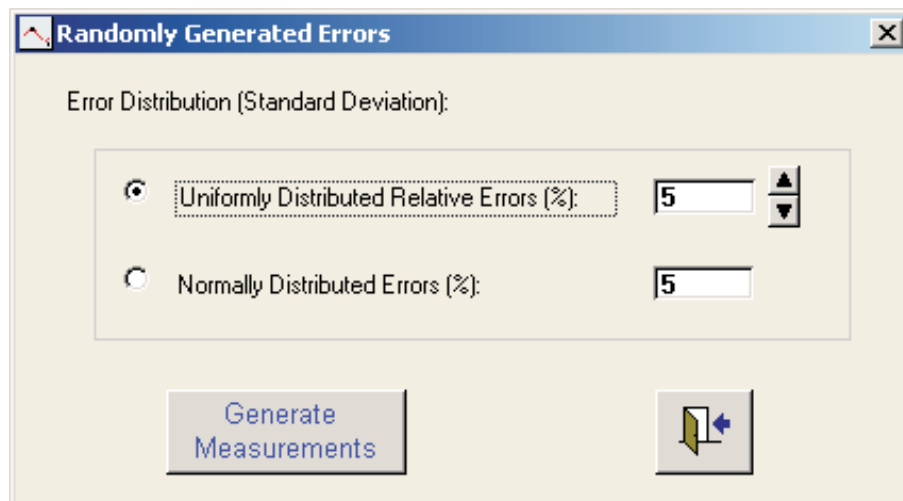 Randomly Generated Errors
Error Distribution (Standard Deviation):
Uniformly Distributed Relative Errors (%): 5
Normally Distributed Errors (%): 5
Generate
Measurements